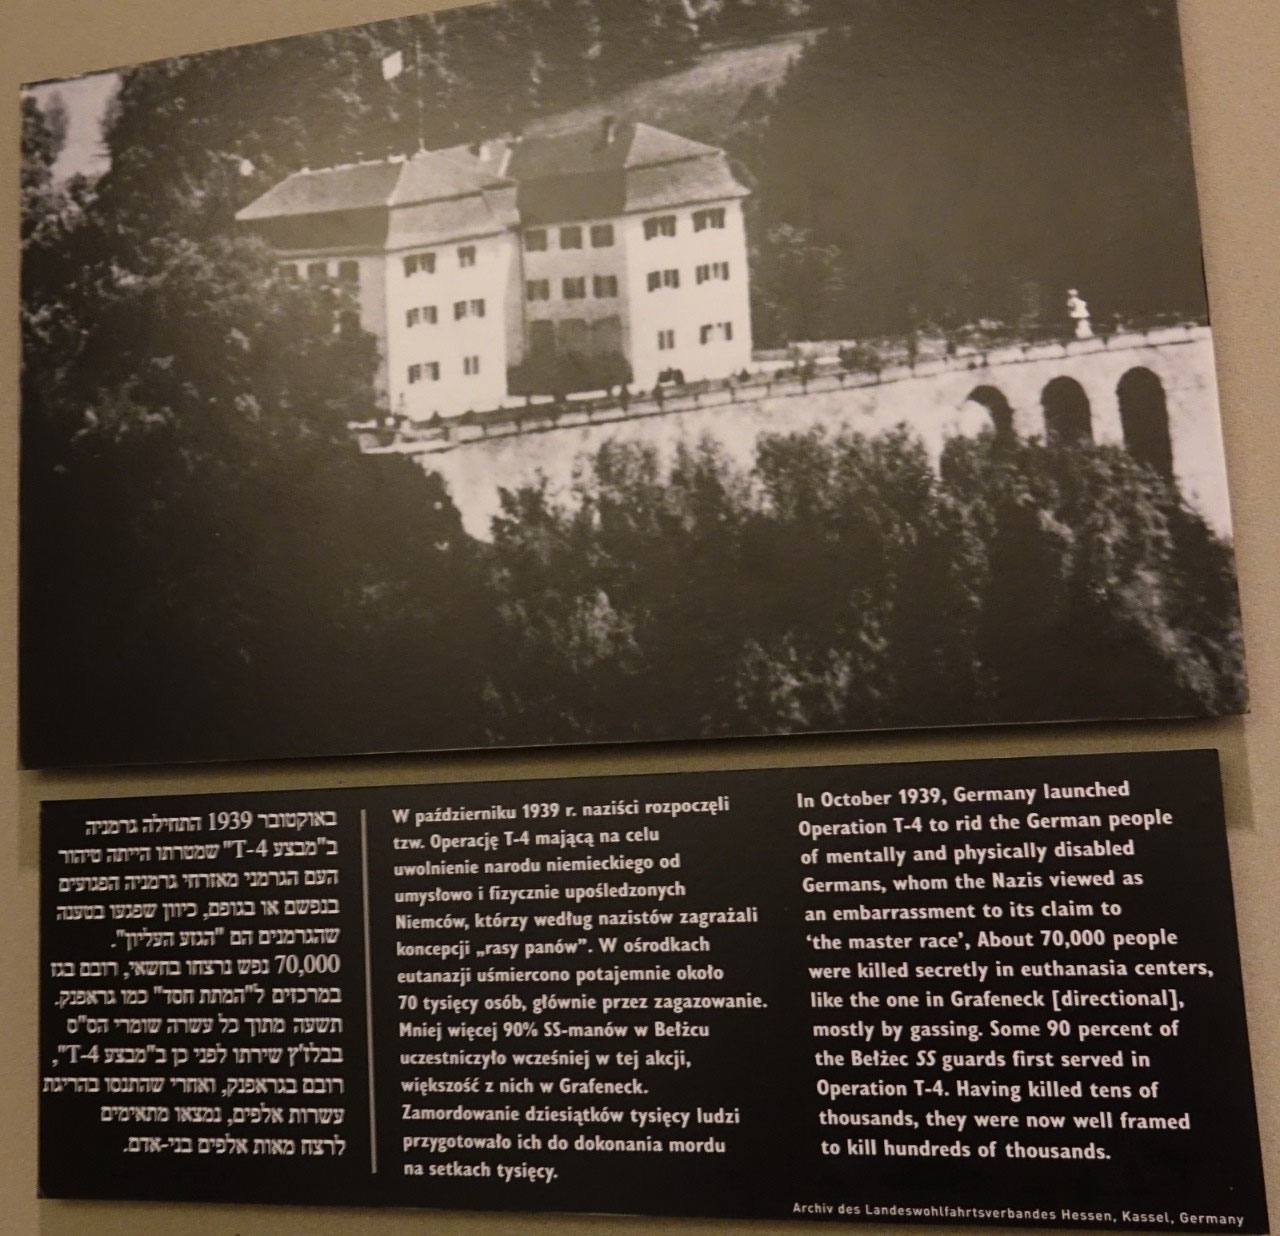 באוקטובר 1939 התחילה גרמניה
ב"מבצע T-4" שמטרתו הייתה טיהור
העם הגרמני מאזרחי גרמניה הפגועים
בנפשם או בגופם, כיוון שפגעו בטענה
שהגרמנים הם "הגזע העליון".
70,000 נפש נרצחו בחשאי, רובם בגז
במרכזים ל"המתת חסד" כמו גראפנק.
תשעה מתוך כל עשרה שומרי הס"ס
בבלז'ץ שירתו לפני כן ב"מבצע T-4",
רובם בגראפנק, ואחרי שהתנסו בהריגת
עשרות אלפים, נמצאו מתאימים
לרצח מאות אלפים בני-אדם.
W październiku 1939 r. naziści rozpoczęli
tzw. Operację T-4 mającą na celu
uwolnienie narodu niemieckiego od
umysłowo i fizycznie upośledzonych
Niemców, którzy według nazistów zagrażali
koncepcji „rasy panów”. W ośrodkach
eutanazji uśmiercono potajemnie około
70 tysięcy osób, głównie przez zagazowanie.
Mniej więcej 90% SS-manów w Bełżcu
uczestniczyło wcześniej w tej akcji,
większość z nich w Grafeneck.
Zamordowanie dziesiątków tysięcy ludzi
przygotowało ich do dokonania mordu
na setkach tysięcy.
In October 1939, Germany launched
Operation T-4 to rid the German people
of mentally and physically disabled
Germans, whom the Nazis viewed as
an embarrassment to its claim to
‘the master race’, About 70,000 people
were killed secretly in euthanasia centers,
like the one in Grafeneck [directional],
mostly by gassing. Some 90 percent of
the Bełżec SS guards first served in
Operation T-4. Having killed tens of
thousands, they were now well framed
to kill hundreds of thousands.
Archiv des Landeswohlfahrtsverbandes Hessen, Kassel, Germany